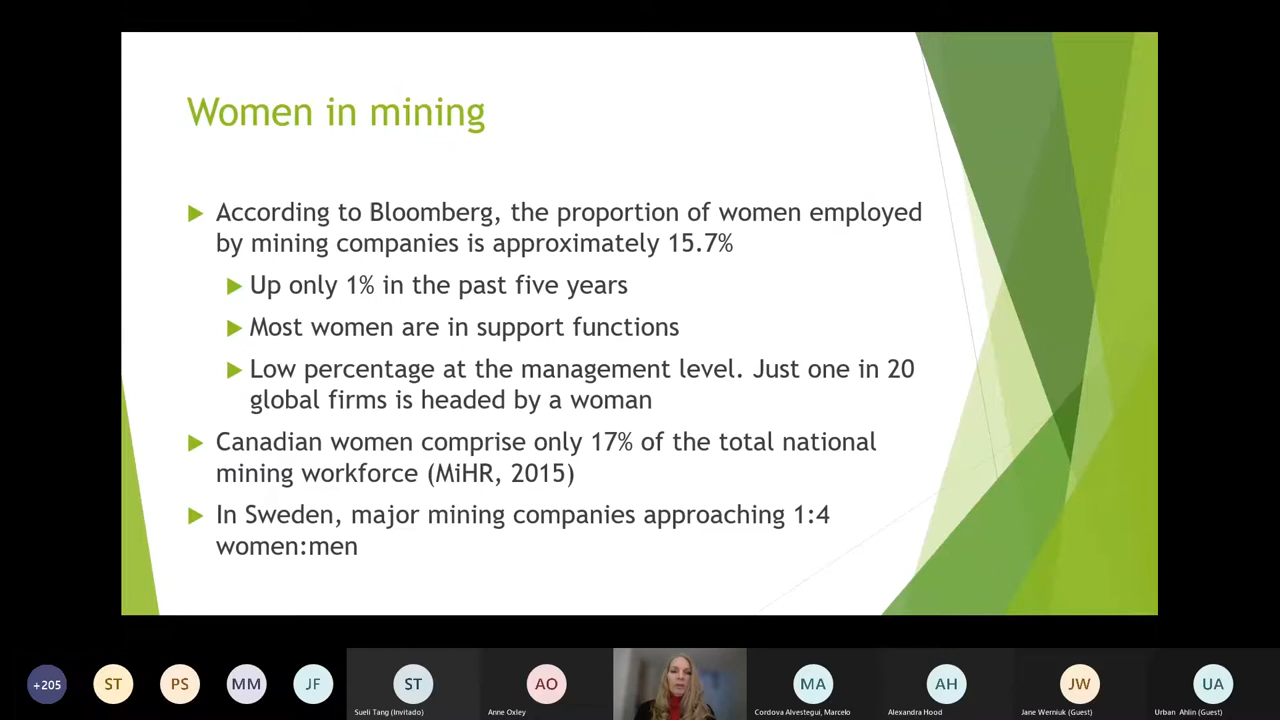 Women in mining
According to Bloomberg, the proportion of women employed
by mining companies is approximately 15.7%
Up only 1% in the past five years
Most women are in support functions
Low percentage at the management level. Just one in 20
global firms is headed by a woman
Canadian women comprise only 17% of the total national
mining workforce (MiHR, 2015)
In Sweden, major mining companies approaching 1:4
women:men
+205
ST
PS
MM
JF
ST
AO
MA
AH
JW
UA
Sueli Tang (Invitado)
Anne Oxley
Cordova Alvestegui, Marcelo
Alexandra Hood
Jane Werniuk (Guest)
Urban Ahlin (Guest)